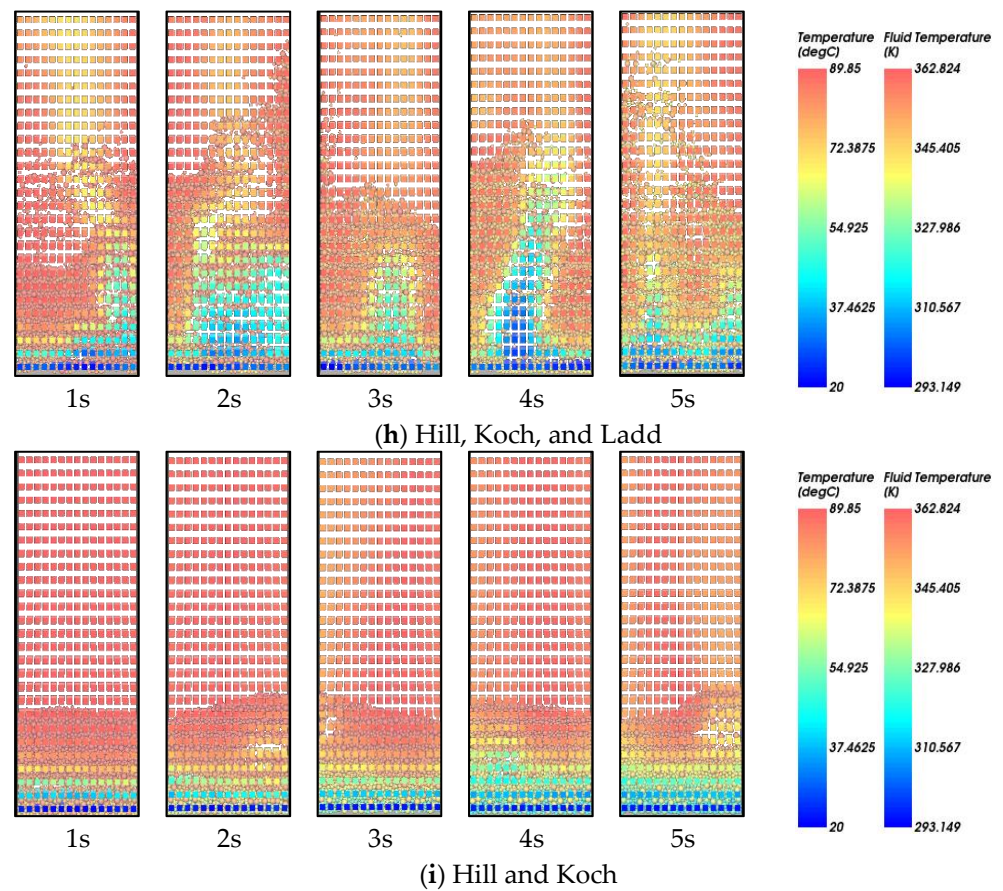 Temperature Fluid Temperature
(degC) (K)
89.85 362.824
72.3875 345.405
54.925 327.986
37.4625 310.567
20 293.149
1s 2s 3s 4s 5s
(h) Hill, Koch, and Ladd
Temperature Fluid Temperature
(degC) (K)
89.85 362.824
72.3875 345.405
54.925 327.986
37.4625 310.567
20 293.149
1s 2s 3s 4s 5s
(i) Hill and Koch